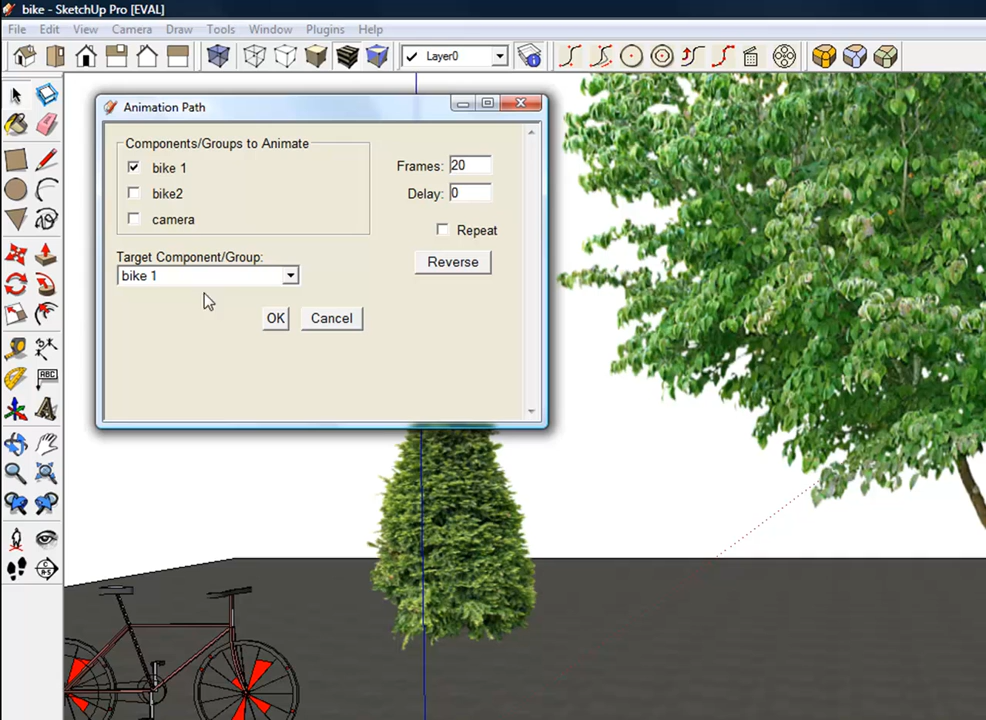 bike - SketchUp Pro [EVAL]
File Edit View Camera Draw Tools Window Plugins Help
Layer0
Animation Path
Components/Groups to Animate
bike 1
bike2
camera
Frames: 20
Delay: 0
Repeat
Reverse
Target Component/Group:
bike 1
OK Cancel
ABC